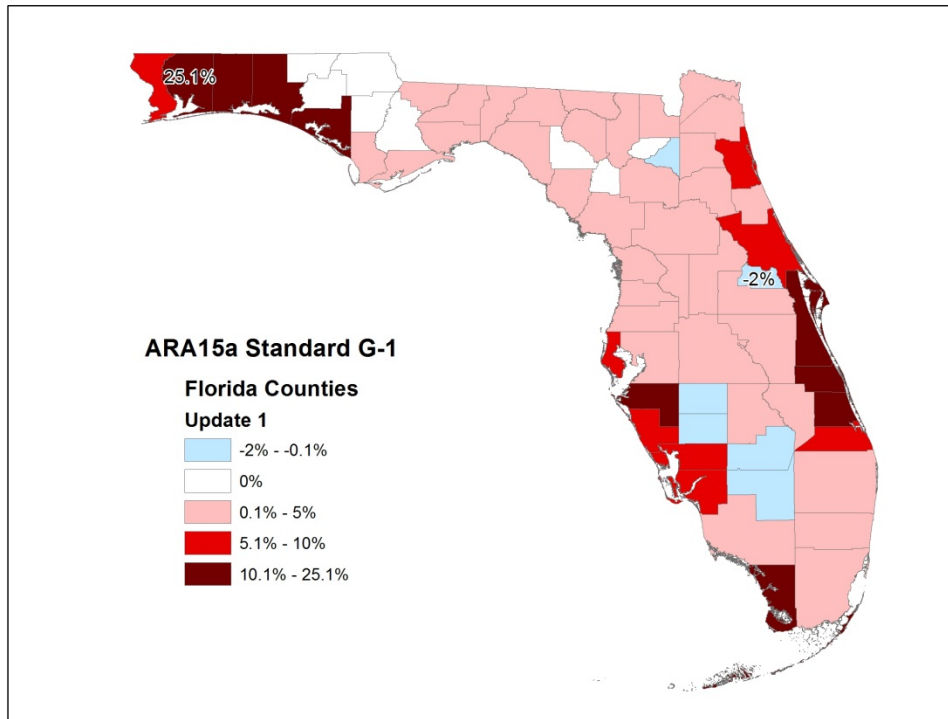 25.1%
-2%
ARA15a Standard G-1
Florida Counties
Update 1
-2% - -0.1%
0%
0.1% - 5%
5.1% - 10%
10.1% - 25.1%